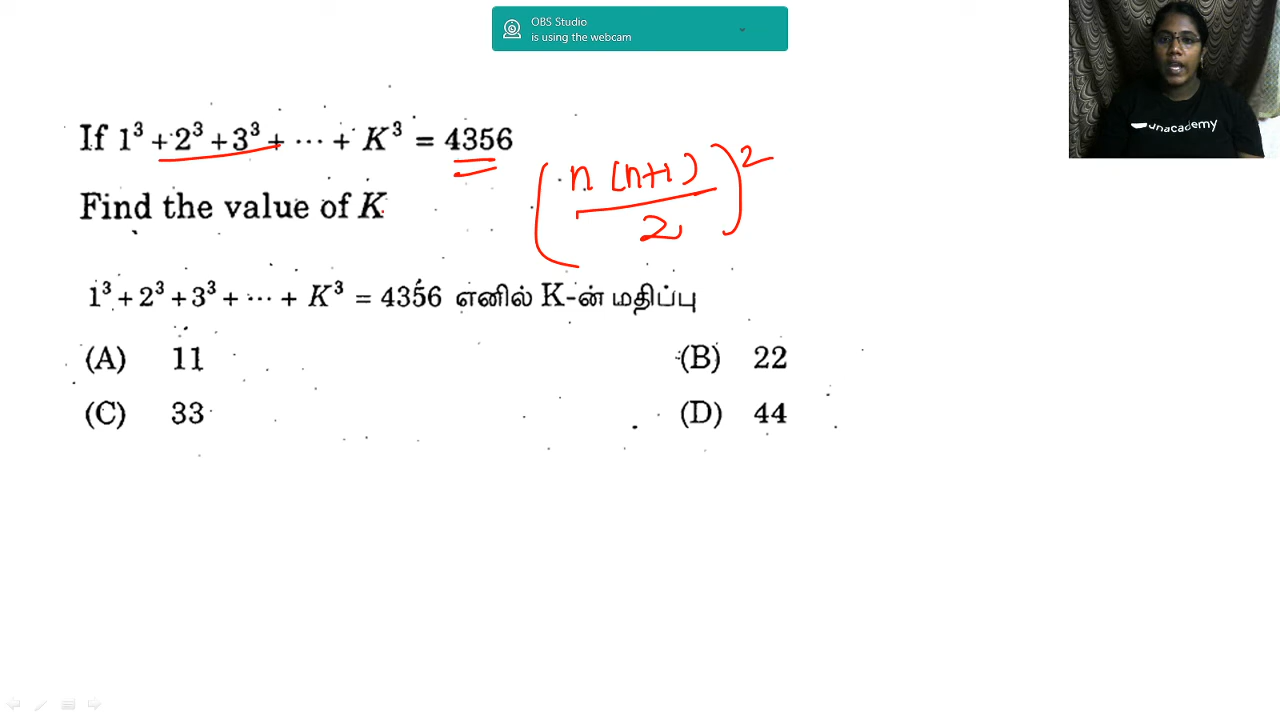 OBS Studio
is using the webcam
If 1³ + 2³ + 3³ + ⋯ + K³ = 4356
(n(n+1)/2)²
Find the value of K
1³ + 2³ + 3³ + ⋯ + K³ = 4356 எனில் K-ன் மதிப்பு
(A) 11 (B) 22
(C) 33 (D) 44
unacademy